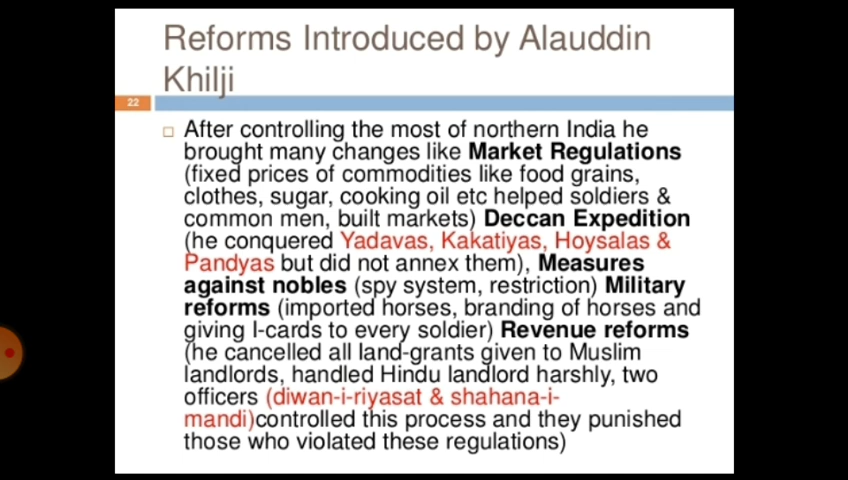 Reforms Introduced by Alauddin
Khilji
22
After controlling the most of northern India he
brought many changes like Market Regulations
(fixed prices of commodities like food grains,
clothes, sugar, cooking oil etc helped soldiers &
common men, built markets) Deccan Expedition
(he conquered Yadavas, Kakatiyas, Hoysalas &
Pandyas but did not annex them), Measures
against nobles (spy system, restriction) Military
reforms (imported horses, branding of horses and
giving I-cards to every soldier) Revenue reforms
(he cancelled all land-grants given to Muslim
landlords, handled Hindu landlord harshly, two
officers (diwan-i-riyasat & shahana-i-
mandi)controlled this process and they punished
those who violated these regulations)